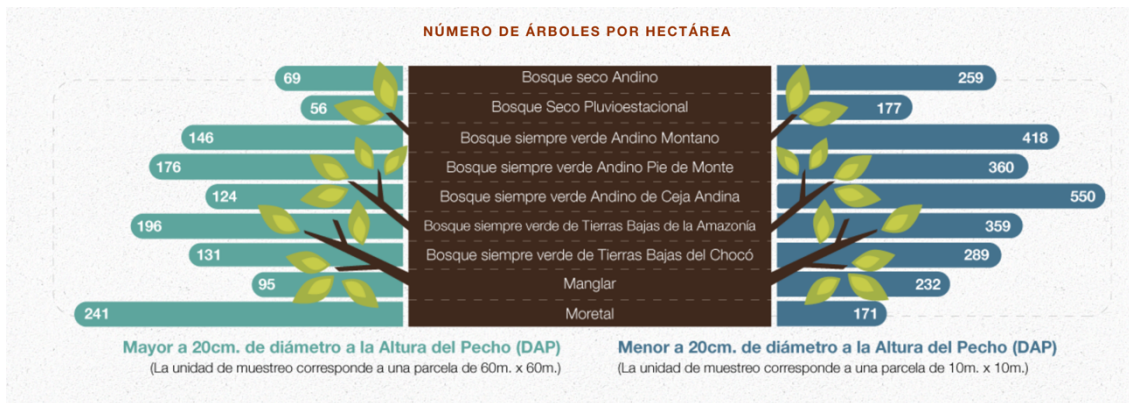 NÚMERO DE ÁRBOLES POR HECTÁREA
69 Bosque seco Andino 259
56 Bosque Seco Pluvioestacional 177
146 Bosque siempre verde Andino Montano 418
176 Bosque siempre verde Andino Pie de Monte 360
124 Bosque siempre verde Andino de Ceja Andina 550
196 Bosque siempre verde de Tierras Bajas de la Amazonía 359
131 Bosque siempre verde de Tierras Bajas del Chocó 289
95 Manglar 232
241 Moretal 171
Mayor a 20cm. de diámetro a la Altura del Pecho (DAP)
(La unidad de muestreo corresponde a una parcela de 60m. x 60m.)
Menor a 20cm. de diámetro a la Altura del Pecho (DAP)
(La unidad de muestreo corresponde a una parcela de 10m. x 10m.)